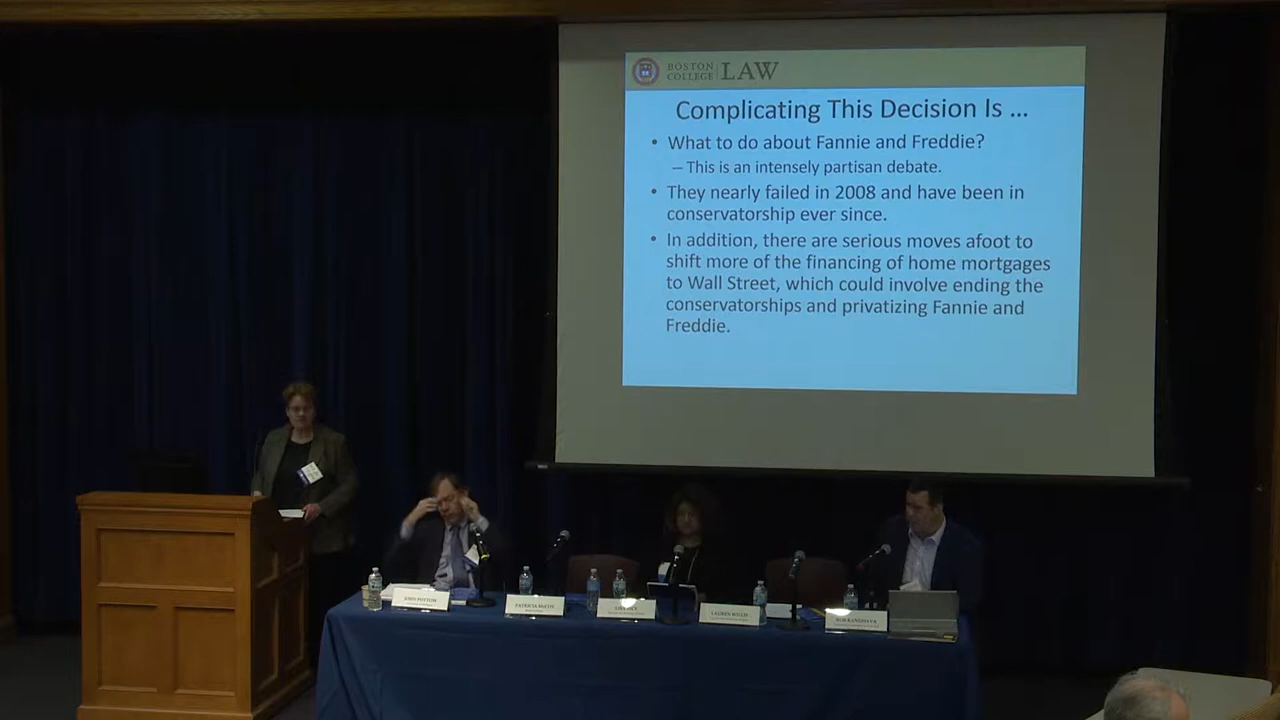 BOSTON
COLLEGE
LAW
Complicating This Decision Is ...
• What to do about Fannie and Freddie?
– This is an intensely partisan debate.
• They nearly failed in 2008 and have been in
conservatorship ever since.
• In addition, there are serious moves afoot to
shift more of the financing of home mortgages
to Wall Street, which could involve ending the
conservatorships and privatizing Fannie and
Freddie.
JOHN POTTOW
PATRICIA McCOY
LAUREN WILLIS